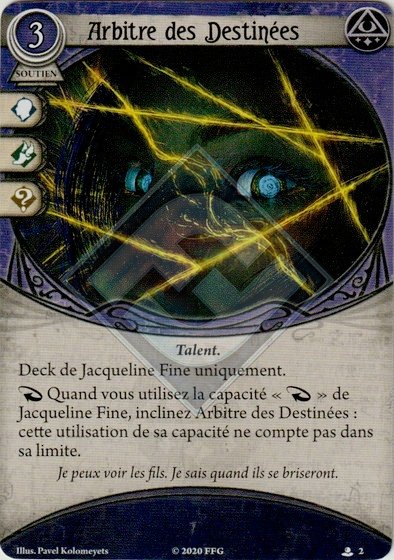 3
Arbitre des Destinées
SOUTIEN
Talent.
Deck de Jacqueline Fine uniquement.
Quand vous utilisez la capacité « » de
Jacqueline Fine, inclinez Arbitre des Destinées :
cette utilisation de sa capacité ne compte pas dans
sa limite.
Je peux voir les fils. Je sais quand ils se briseront.
Illus. Pavel Kolomeyets
© 2020 FFG
2